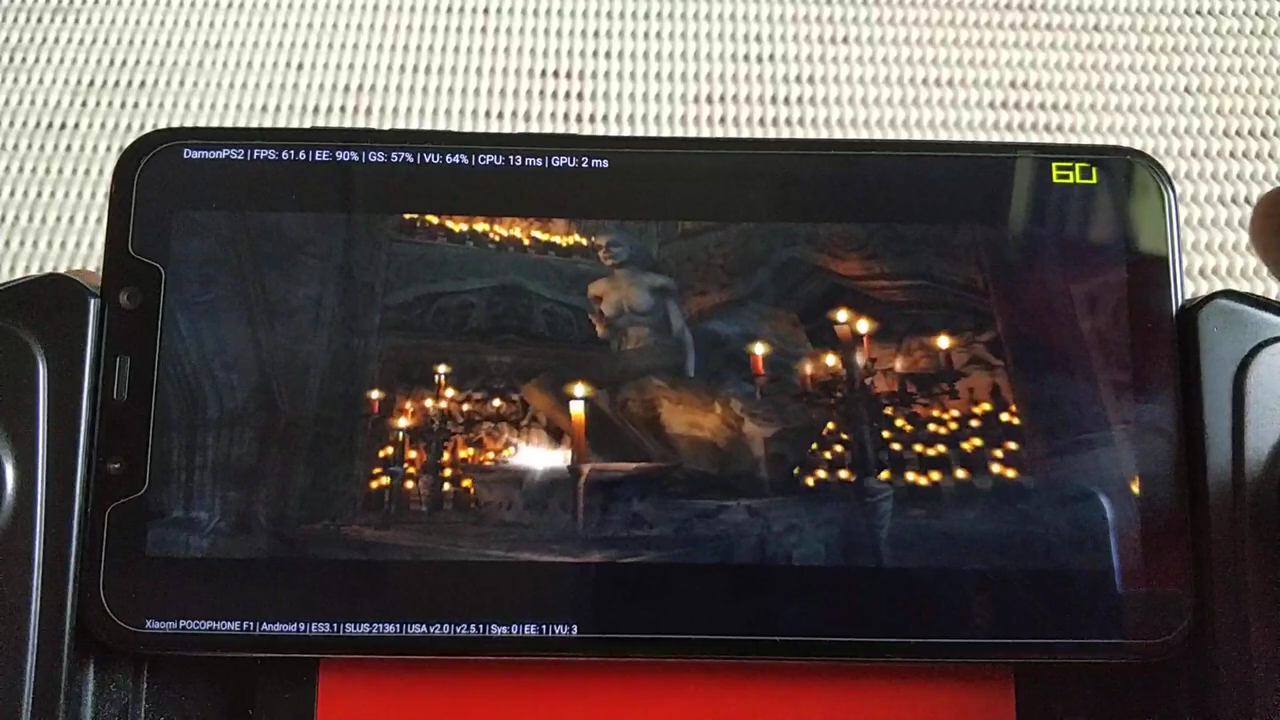 DamonPS2 | FPS: 61.6 | EE: 90% | GS: 57% | VU: 64% | CPU: 13 ms | GPU: 2 ms
60
Xiaomi POCOPHONE F1 | Android 9 | ES3.1 | SLUS-21361 | USA v2.0 | v2.5.1 | Sys: 0 | EE: 1 | VU: 3